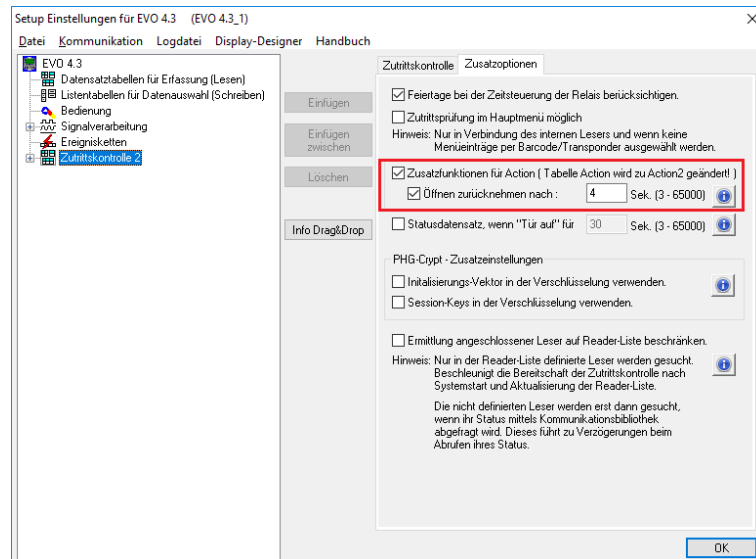 Setup Einstellungen für EVO 4.3 (EVO 4.3_1)
Datei Kommunikation Logdatei Display-Designer Handbuch
EVO 4.3
Datensatztabellen für Erfassung (Lesen)
Listentabellen für Datenauswahl (Schreiben)
Bedienung
Signalverarbeitung
Ereignisketten
Zutrittskontrolle 2
Einfügen
Einfügen
zwischen
Löschen
Info Drag&Drop
Zutrittskontrolle Zusatzoptionen
Feiertage bei der Zeitsteuerung der Relais berücksichtigen.
Zutrittsprüfung im Hauptmenü möglich
Hinweis: Nur in Verbindung des internen Lesers und wenn keine
Menüeinträge per Barcode/Transponder ausgewählt werden.
Zusatzfunktionen für Action ( Tabelle Action wird zu Action2 geändert! )
Öffnen zurücknehmen nach : 4 Sek. (3 - 65000)
Statusdatensatz, wenn "Tür auf" für 30 Sek. (3 - 65000)
PHG-Crypt - Zusatzeinstellungen
Initalisierungs-Vektor in der Verschlüsselung verwenden.
Session-Keys in der Verschlüsselung verwenden.
Ermittlung angeschlossener Leser auf Reader-Liste beschränken.
Hinweis: Nur in der Reader-Liste definierte Leser werden gesucht.
Beschleunigt die Bereitschaft der Zutrittskontrolle nach
Systemstart und Aktualisierung der Reader-Liste.
Die nicht definierten Leser werden erst dann gesucht,
wenn ihr Status mittels Kommunikationsbibliothek
abgefragt wird. Dieses führt zu Verzögerungen beim
Abrufen ihres Status.
OK